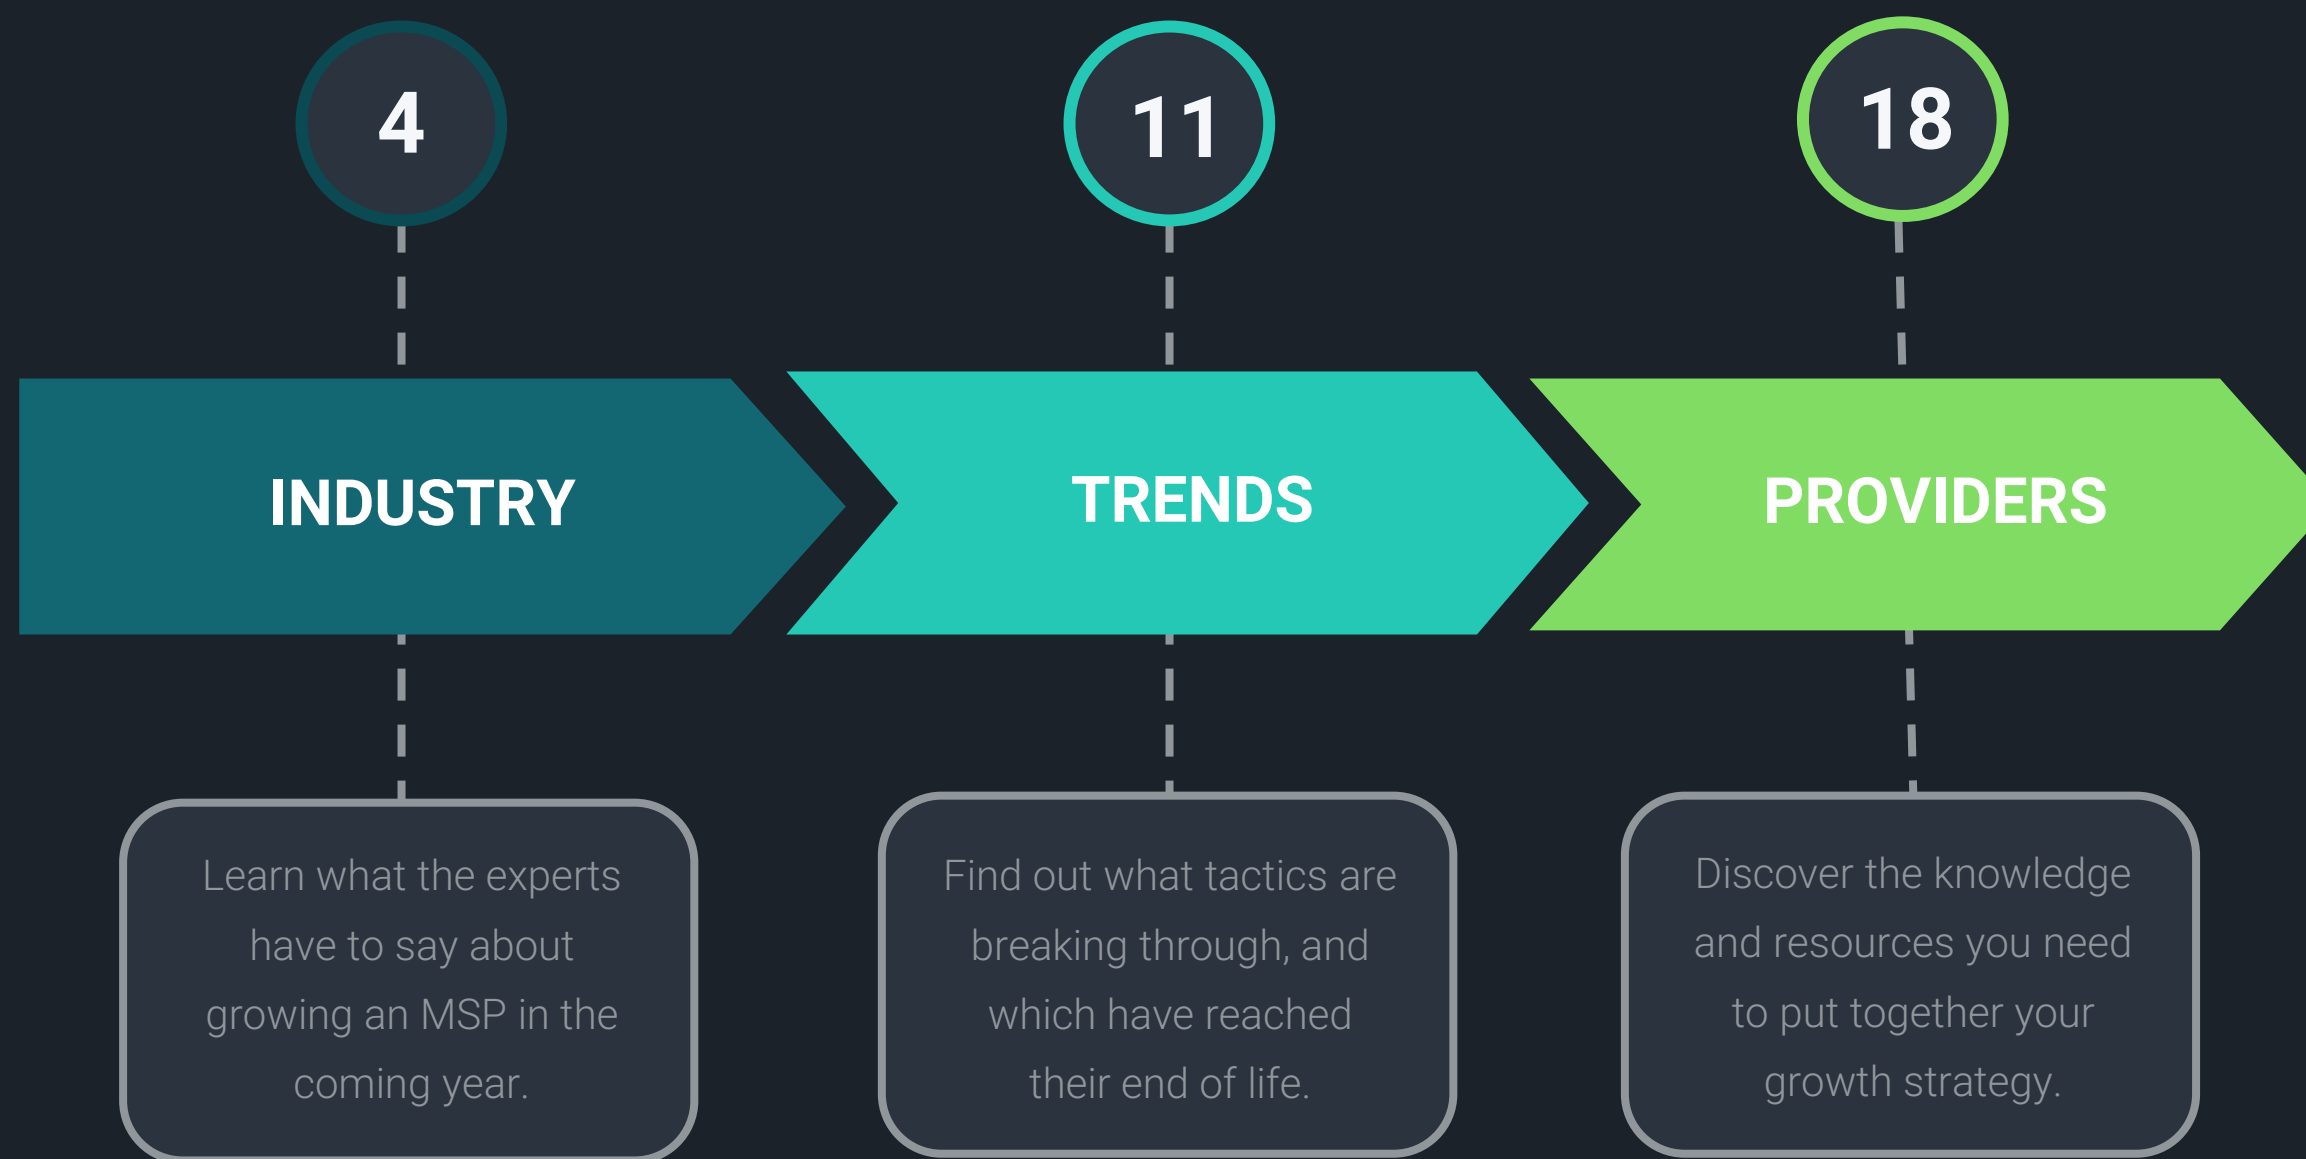 4
11
18
INDUSTRY
TRENDS
PROVIDERS
Learn what the experts
have to say about
growing an MSP in the
coming year.
Find out what tactics are
breaking through, and
which have reached
their end of life.
Discover the knowledge
and resources you need
to put together your
growth strategy.